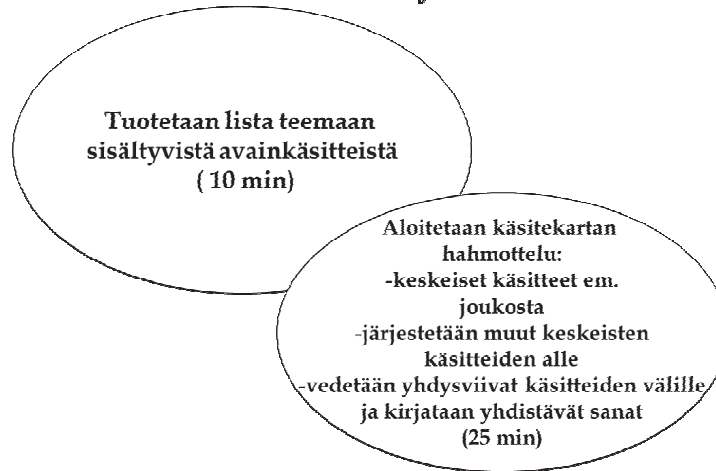 Tuotetaan lista teemaan
sisältyvistä avainkäsitteistä
( 10 min)
Aloitetaan käsitekartan
hahmottelu:
-keskeiset käsitteet em.
joukosta
-järjestetään muut keskeisten
käsitteiden alle
-vedetään yhdysviivat käsitteiden välille
ja kirjataan yhdistävät sanat
(25 min)